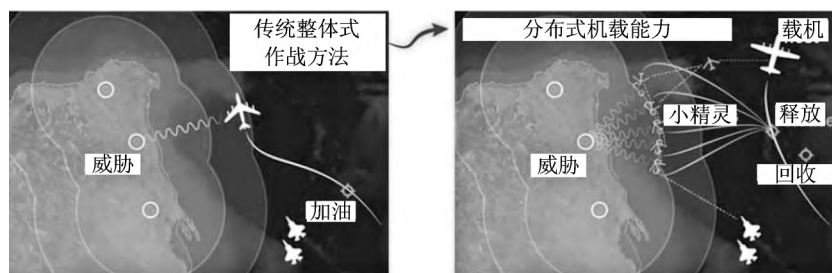 传统整体式
作战方法
威胁
加油
分布式机载能力
载机
小精灵
释放
威胁
回收